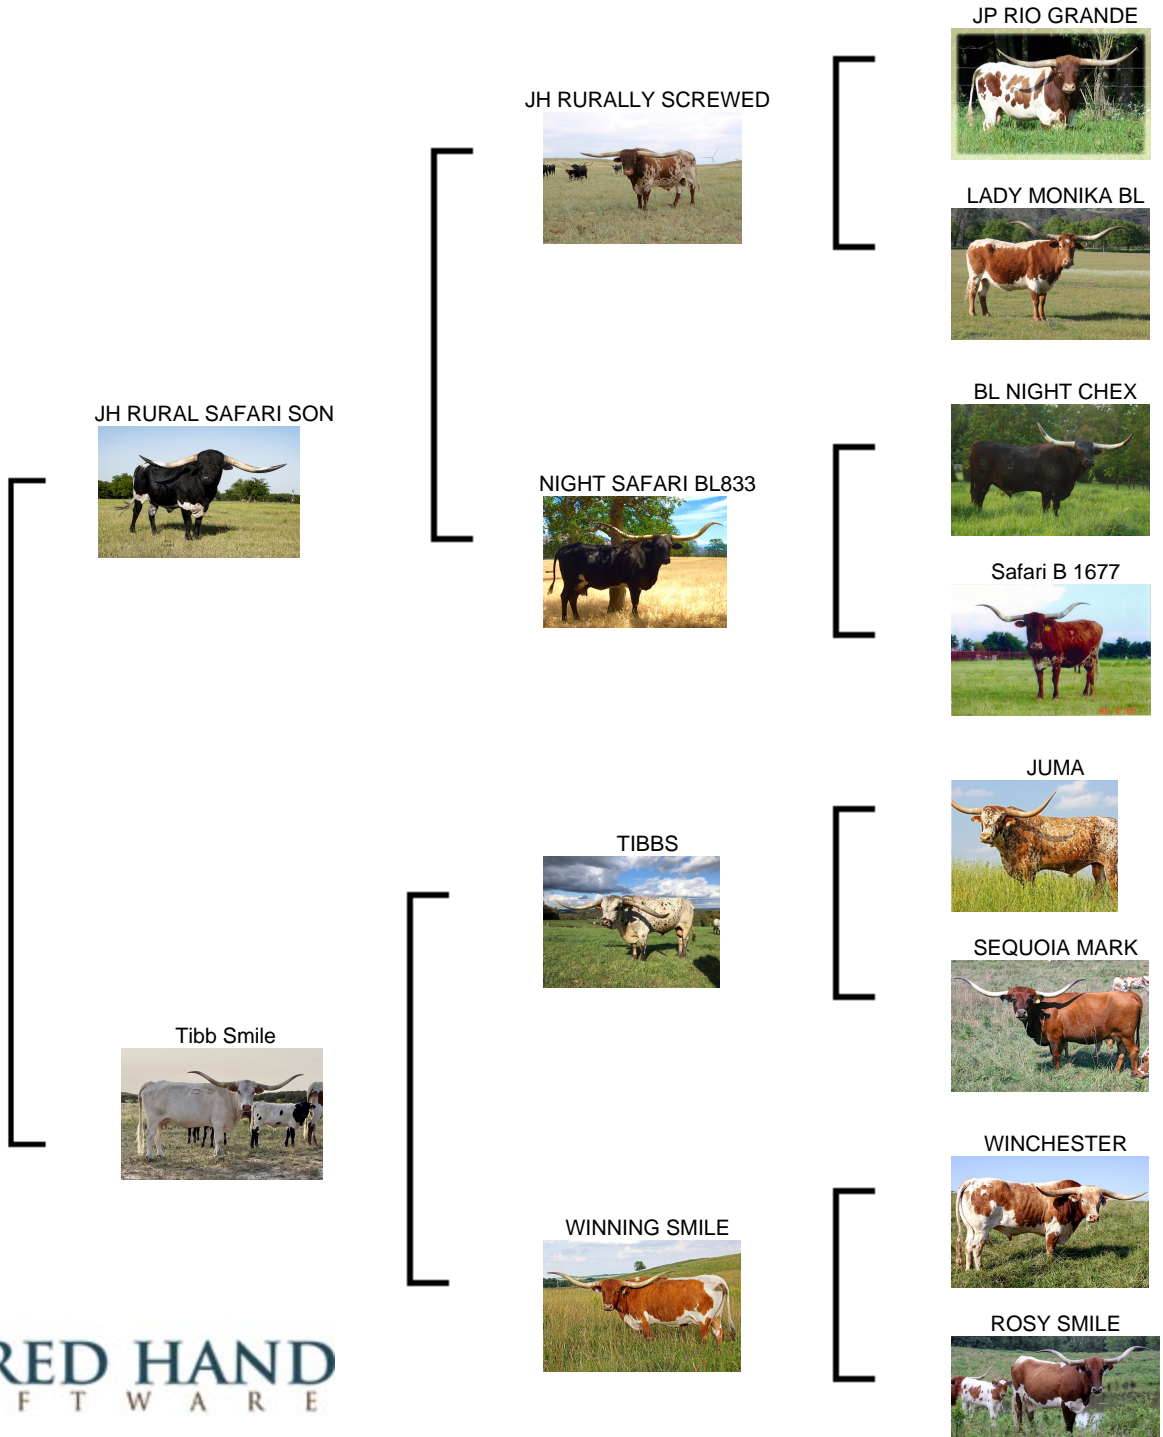 JP RIO GRANDE
JH RURALLY SCREWED
LADY MONIKA BL
JH RURAL SAFARI SON
BL NIGHT CHEX
NIGHT SAFARI BL833
Safari B 1677
JUMA
TIBBS
SEQUOIA MARK
Tibb Smile
WINCHESTER
WINNING SMILE
ROSY SMILE
RED HAND
FTWARE